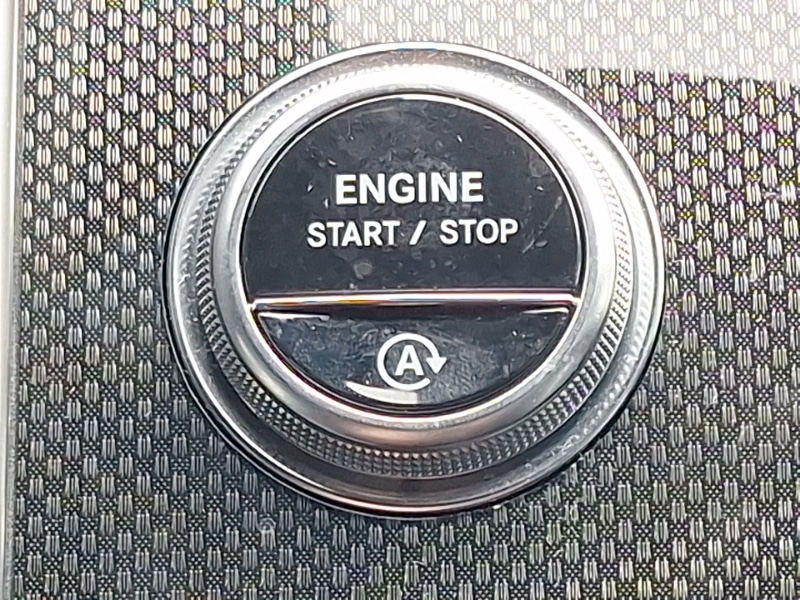 ENGINE
START / STOP
A